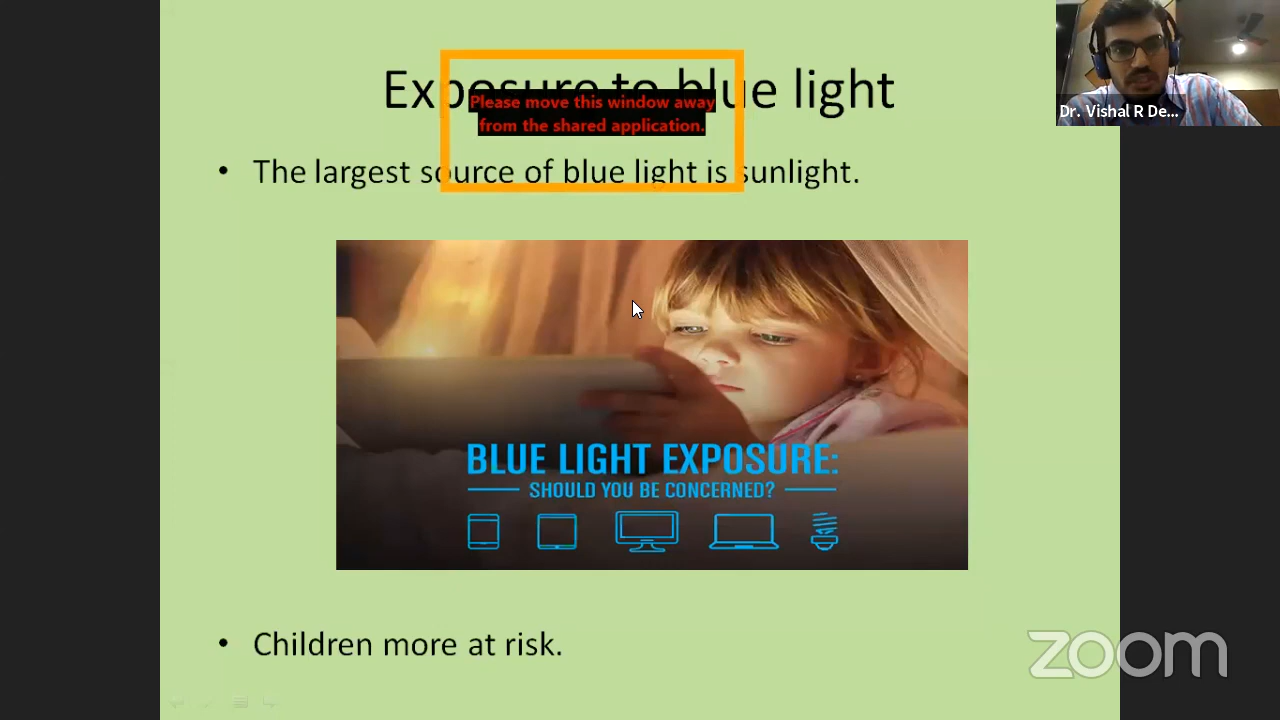 Exposure to blue light
Please move this window away
from the shared application.
Dr. Vishal R De...
• The largest source of blue light is sunlight.
BLUE LIGHT EXPOSURE:
SHOULD YOU BE CONCERNED?
• Children more at risk.
zoom